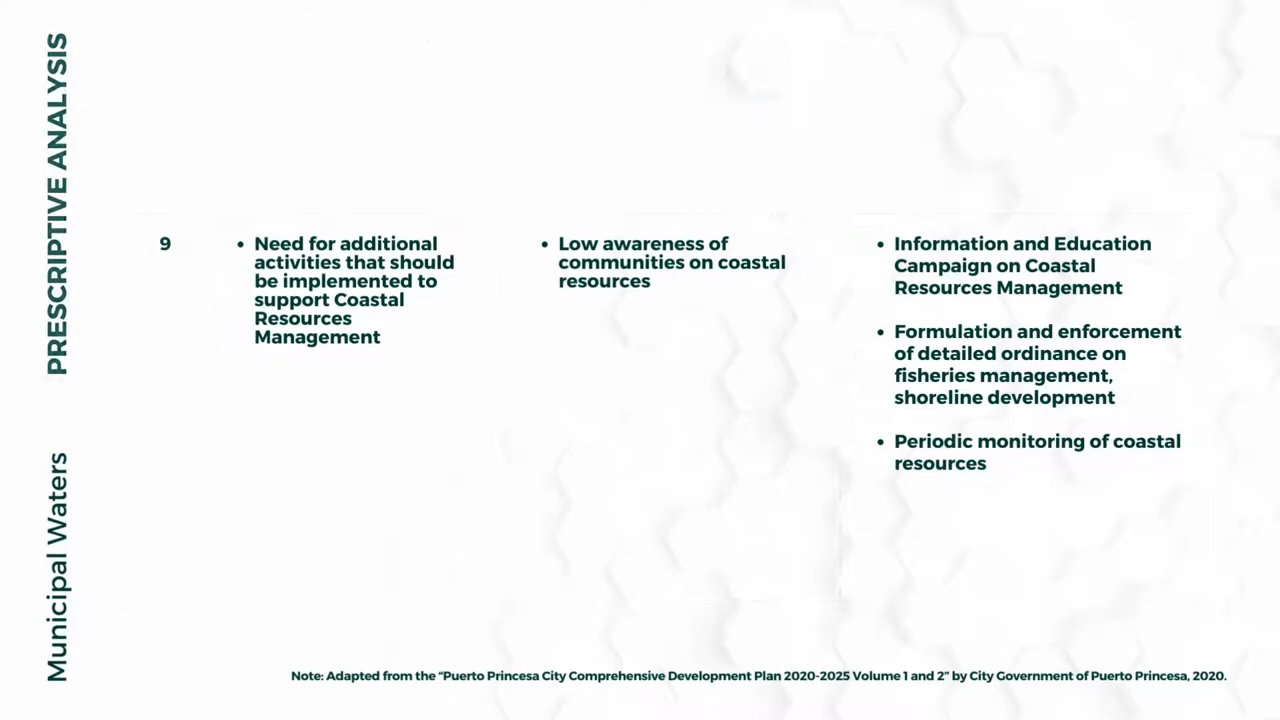 PRESCRIPTIVE ANALYSIS
Municipal Waters
9
• Need for additional
activities that should
be implemented to
support Coastal
Resources
Management
• Low awareness of
communities on coastal
resources
• Information and Education
Campaign on Coastal
Resources Management
• Formulation and enforcement
of detailed ordinance on
fisheries management,
shoreline development
• Periodic monitoring of coastal
resources
Note: Adapted from the "Puerto Princesa City Comprehensive Development Plan 2020-2025 Volume 1 and 2" by City Government of Puerto Princesa, 2020.